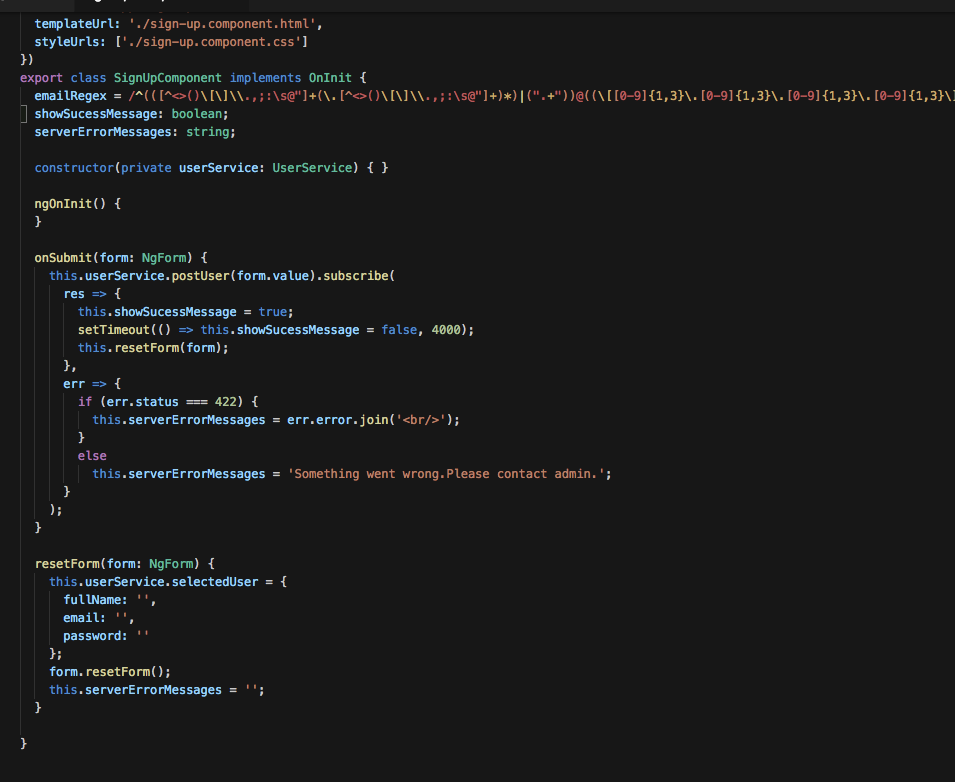 templateUrl: './sign-up.component.html',
styleUrls: ['./sign-up.component.css']
})
export class SignUpComponent implements OnInit {
emailRegex = /^(([^<>()\[\]\\.,;:\s@"]+(\.[^<>()\[\]\\.,;:\s@"]+)*)|(".+"))@((\[[0-9]{1,3}\.[0-9]{1,3}\.[0-9]{1,3}\.[0-9]{1,3}\]
showSucessMessage: boolean;
serverErrorMessages: string;
constructor(private userService: UserService) { }
ngOnInit() {
}
onSubmit(form: NgForm) {
this.userService.postUser(form.value).subscribe(
res => {
this.showSucessMessage = true;
setTimeout(() => this.showSucessMessage = false, 4000);
this.resetForm(form);
},
err => {
if (err.status === 422) {
this.serverErrorMessages = err.error.join('<br/>');
}
else
this.serverErrorMessages = 'Something went wrong.Please contact admin.';
}
);
}
resetForm(form: NgForm) {
this.userService.selectedUser = {
fullName: '',
email: '',
password: ''
};
form.resetForm();
this.serverErrorMessages = '';
}
}